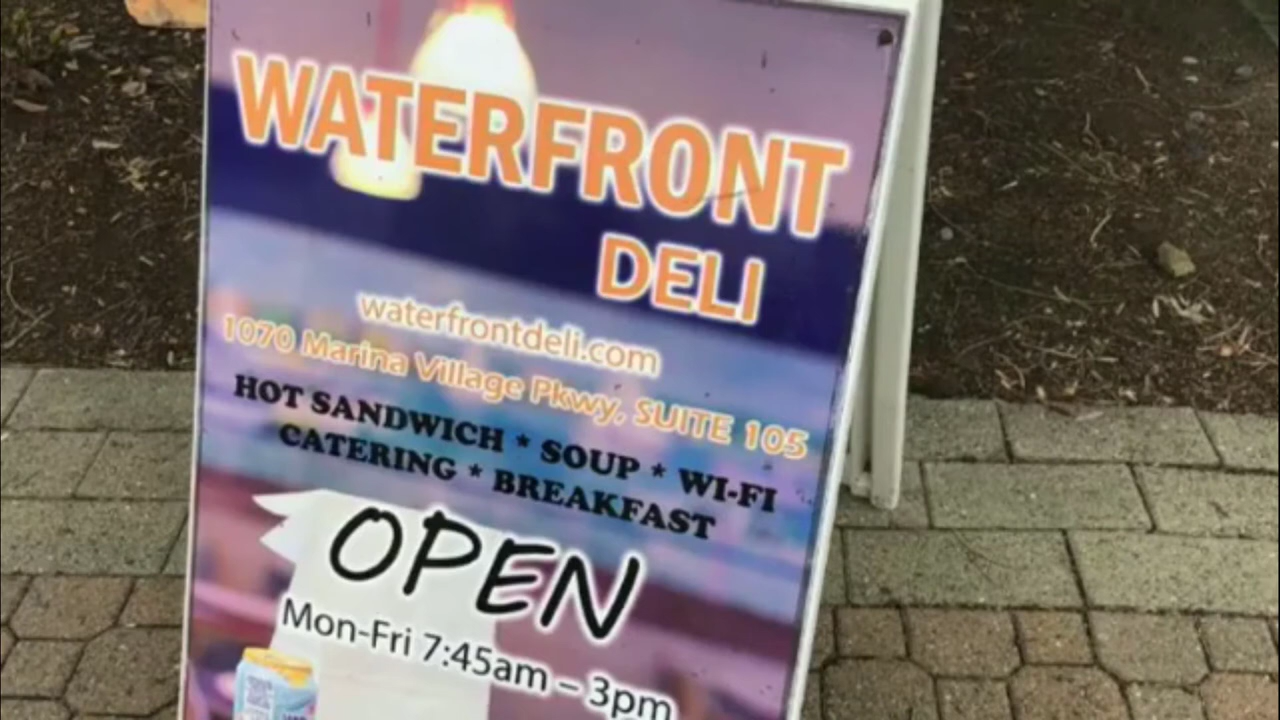 WATERFRONT
DELI
waterfrontdeli.com
1070 Marina Village Pkwy, SUITE 105
HOT SANDWICH * SOUP * WI-FI
CATERING * BREAKFAST
OPEN
Mon-Fri 7:45am – 3pm